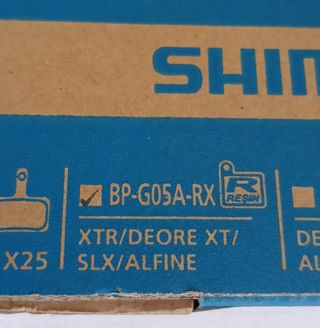 SHIM
BP-G05A-RX
R
RESIN
XTR/DEORE XT/
SLX/ALFINE
X25
DE
AL